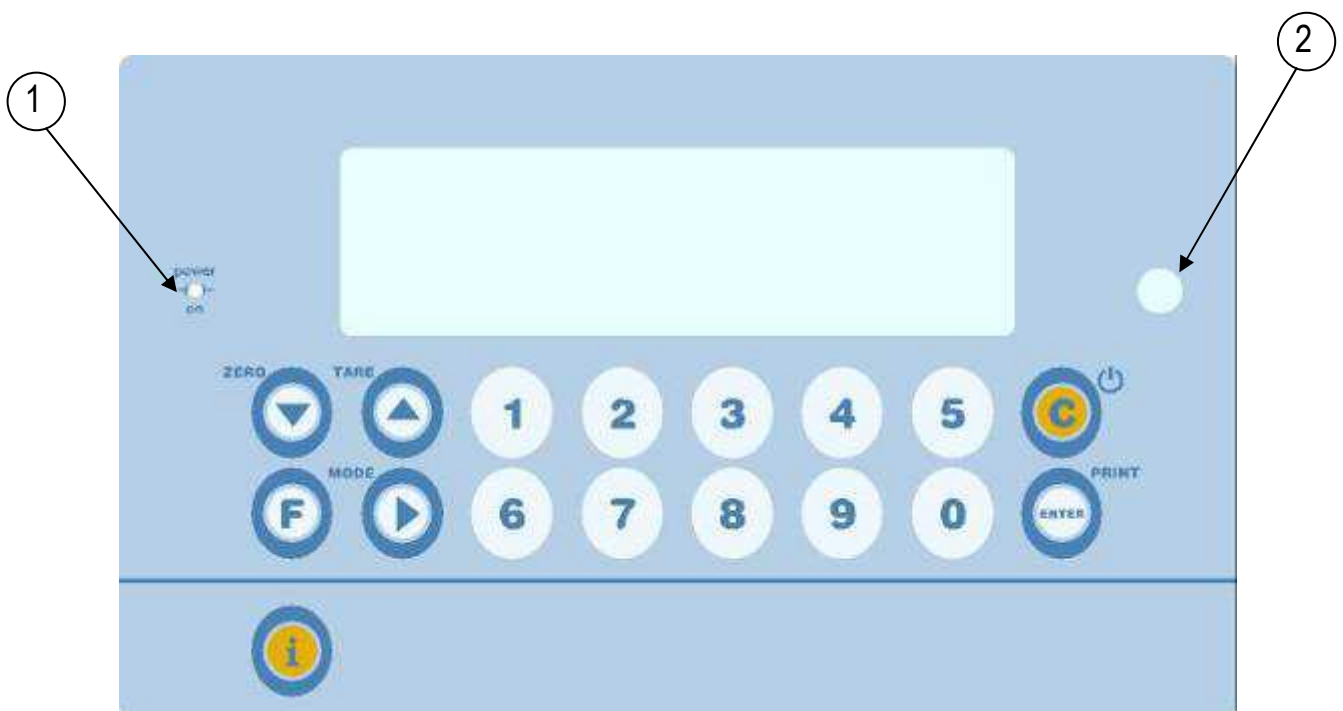 1
2
power
on
ZERO TARE
1 2 3 4 5 C
MODE PRINT
F 6 7 8 9 0 ENTER
i